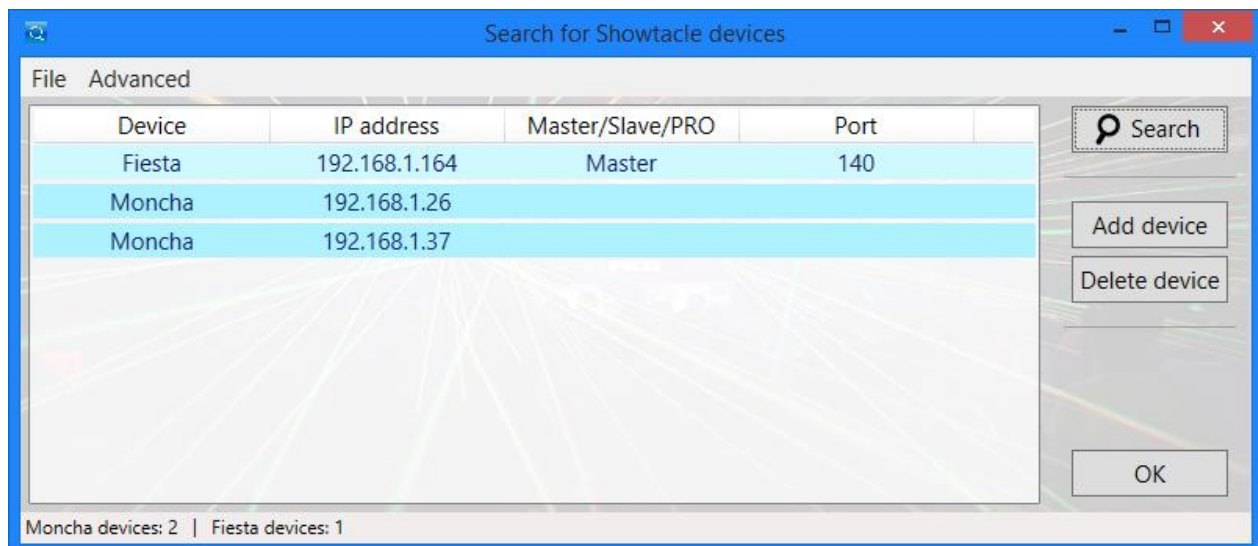 Search for Showtacle devices
File Advanced
Device IP address Master/Slave/PRO Port
Fiesta 192.168.1.164 Master 140
Moncha 192.168.1.26
Moncha 192.168.1.37
Search
Add device
Delete device
OK
Moncha devices: 2 | Fiesta devices: 1